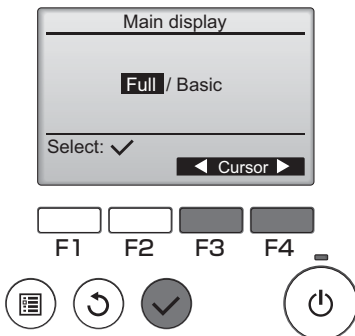 Main display
Full / Basic
Select:
Cursor
F1 F2 F3 F4